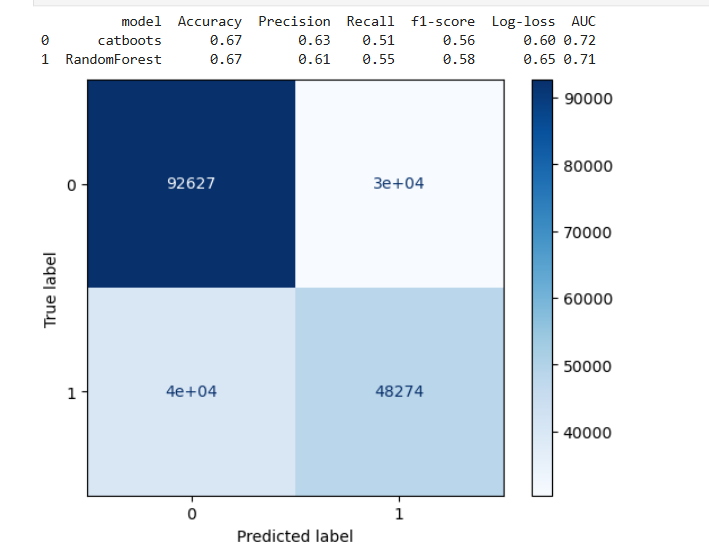 model Accuracy Precision Recall f1-score Log-loss AUC
0 catboots 0.67 0.63 0.51 0.56 0.60 0.72
1 RandomForest 0.67 0.61 0.55 0.58 0.65 0.71
90000
0 92627 3e+04
80000
70000
True label
60000
1 4e+04 48274
50000
40000
0 1
Predicted label